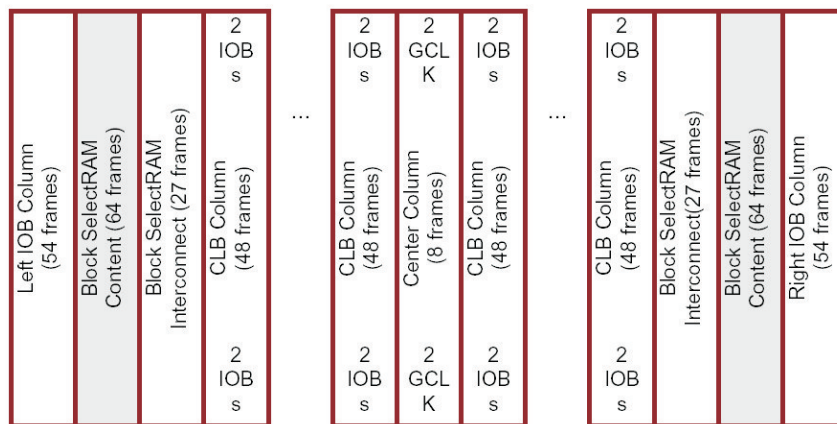 2
IOB
s
2
IOB
s
2
GCL
K
2
IOB
s
2
IOB
s
...
...
Left IOB Column
(54 frames)
Block SelectRAM
Content (64 frames)
Block SelectRAM
Interconnect (27 frames)
CLB Column
(48 frames)
CLB Column
(48 frames)
Center Column
(8 frames)
CLB Column
(48 frames)
CLB Column
(48 frames)
Block SelectRAM
Interconnect(27 frames)
Block SelectRAM
Content (64 frames)
Right IOB Column
(54 frames)
2
IOB
s
2
IOB
s
2
GCL
K
2
IOB
s
2
IOB
s